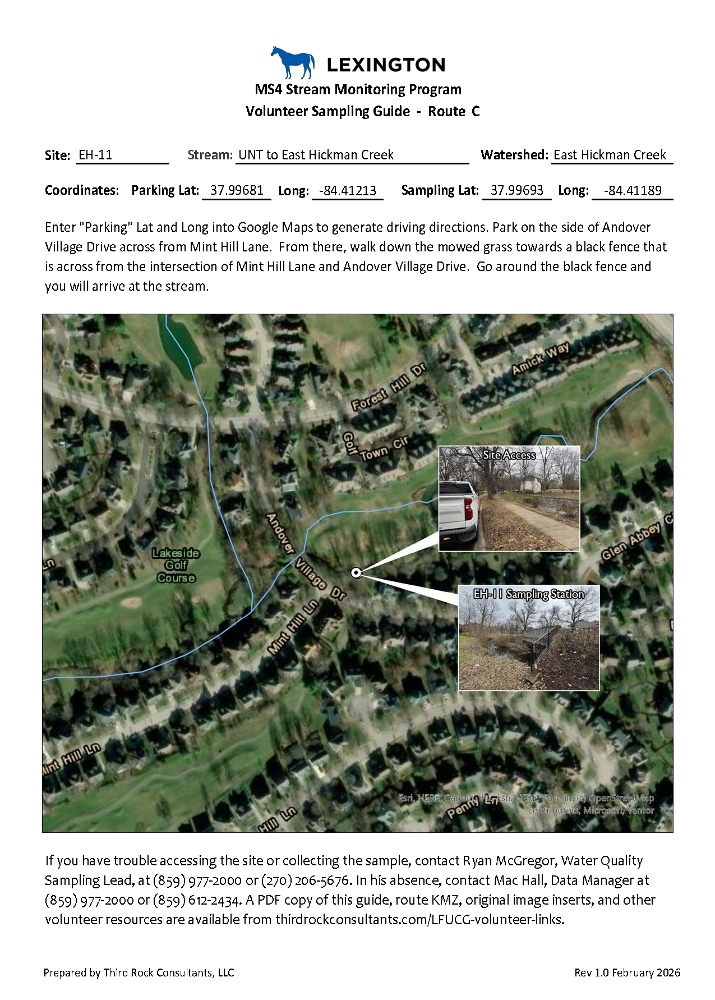 LEXINGTON
MS4 Stream Monitoring Program
Volunteer Sampling Guide - Route C
Site: EH-11 Stream: UNT to East Hickman Creek Watershed: East Hickman Creek
Coordinates: Parking Lat: 37.99681 Long: -84.41213 Sampling Lat: 37.99693 Long: -84.41189
Enter "Parking" Lat and Long into Google Maps to generate driving directions. Park on the side of Andover
Village Drive across from Mint Hill Lane. From there, walk down the mowed grass towards a black fence that
is across from the intersection of Mint Hill Lane and Andover Village Drive. Go around the black fence and
you will arrive at the stream.
Amick Way
Forest Hill Dr
Golf Town Cir
Site Access
Andover Village Dr
Glen Abbey C
Lakeside
Golf
Course
Ln
EH-11 Sampling Station
Mint Hill Ln
Mint Hill Ln
Penny Ln
Hill Ln
Esri, HERE, Garmin, iPC, Esri, HERE, Garmin, (c) OpenStreetMap
contributors, Microsoft, Vantor
If you have trouble accessing the site or collecting the sample, contact Ryan McGregor, Water Quality
Sampling Lead, at (859) 977-2000 or (270) 206-5676. In his absence, contact Mac Hall, Data Manager at
(859) 977-2000 or (859) 612-2434. A PDF copy of this guide, route KMZ, original image inserts, and other
volunteer resources are available from thirdrockconsultants.com/LFUCG-volunteer-links.
Prepared by Third Rock Consultants, LLC Rev 1.0 February 2026